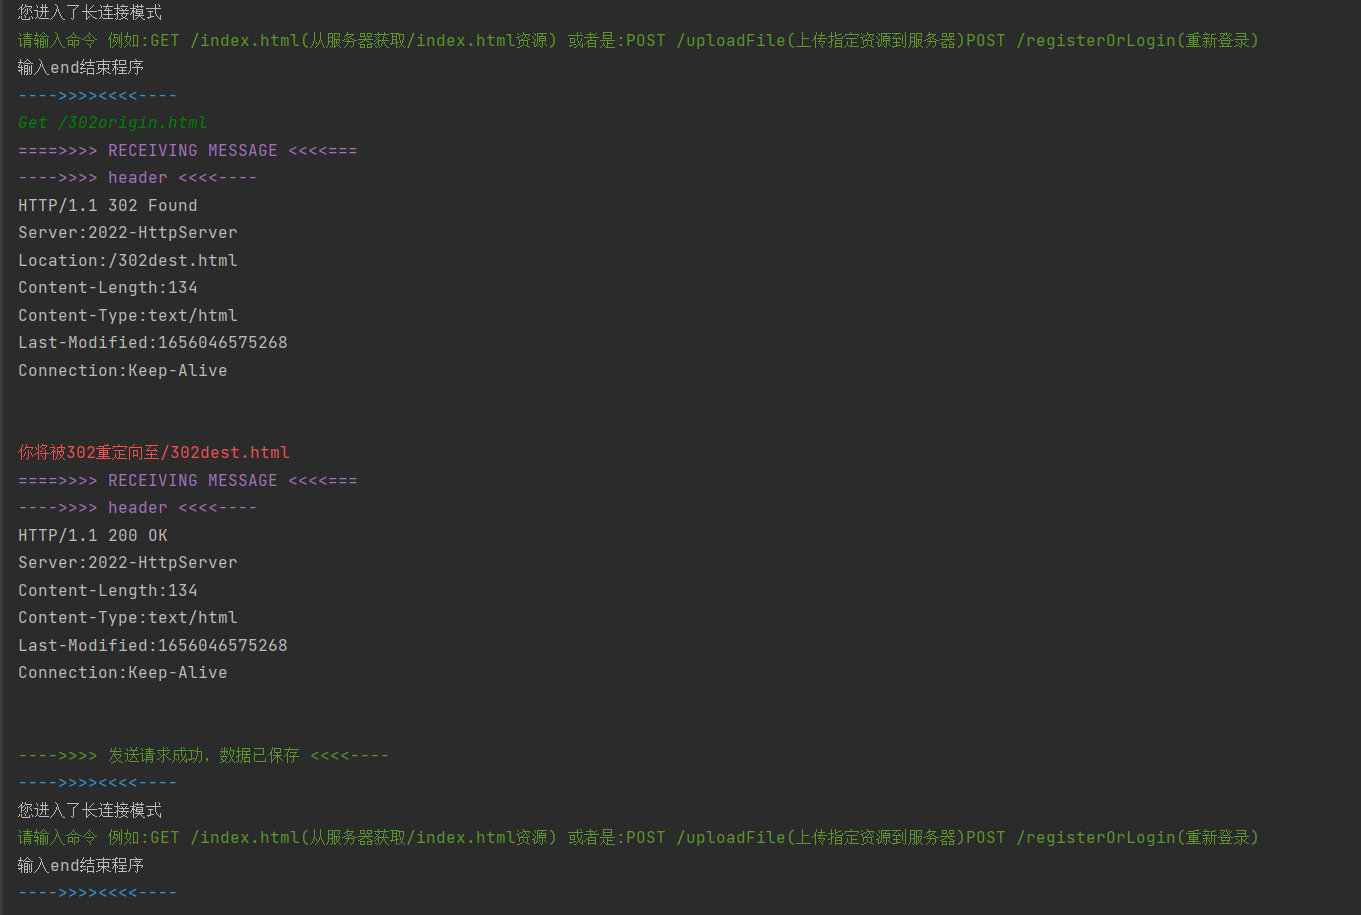 您进入了长连接模式
请输入命令 例如:GET /index.html(从服务器获取/index.html资源) 或者是:POST /uploadFile(上传指定资源到服务器)POST /registerOrLogin(重新登录)
输入end结束程序
---->>>><<<<----
Get /302origin.html
====>>>> RECEIVING MESSAGE <<<<===
---->>>> header <<<<----
HTTP/1.1 302 Found
Server:2022-HttpServer
Location:/302dest.html
Content-Length:134
Content-Type:text/html
Last-Modified:1656046575268
Connection:Keep-Alive
你将被302重定向至/302dest.html
====>>>> RECEIVING MESSAGE <<<<===
---->>>> header <<<<----
HTTP/1.1 200 OK
Server:2022-HttpServer
Content-Length:134
Content-Type:text/html
Last-Modified:1656046575268
Connection:Keep-Alive
---->>>> 发送请求成功，数据已保存 <<<<----
---->>>><<<<----
您进入了长连接模式
请输入命令 例如:GET /index.html(从服务器获取/index.html资源) 或者是:POST /uploadFile(上传指定资源到服务器)POST /registerOrLogin(重新登录)
输入end结束程序
---->>>><<<<----